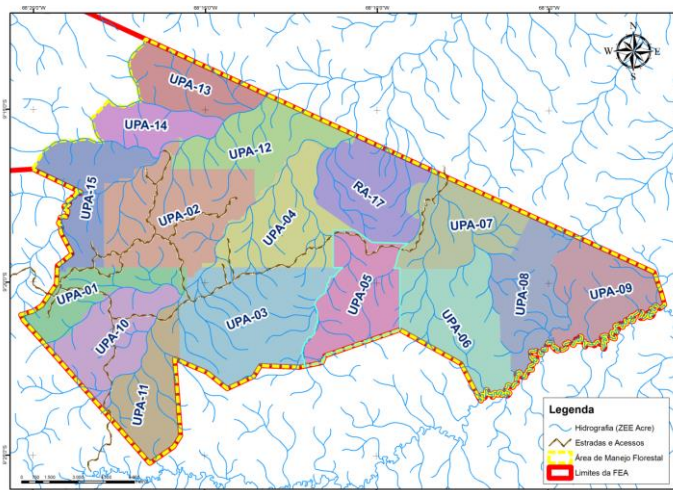 N
W E
S
UPA-13
UPA-14
UPA-12
UPA-15
UPA-02
RA-17
UPA-04
UPA-07
UPA-01
UPA-10
UPA-03
UPA-05
UPA-08
UPA-09
UPA-06
UPA-11
Legenda
Hidrografia (ZEE Acre)
Estradas e Acessos
Área de Manejo Florestal
Limites da FEA